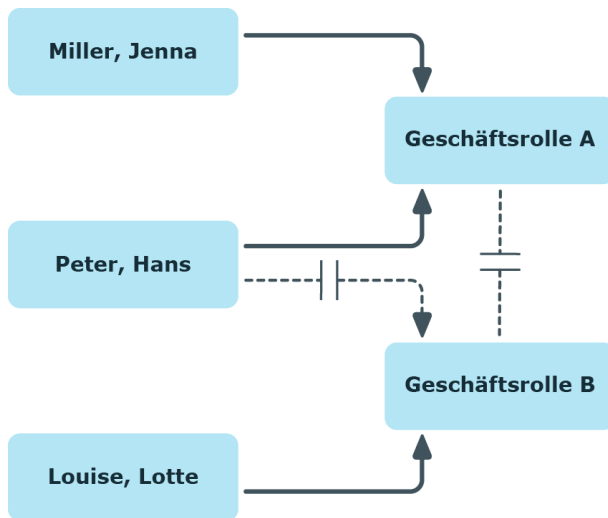 Miller, Jenna
Geschäftsrolle A
Peter, Hans
Geschäftsrolle B
Louise, Lotte